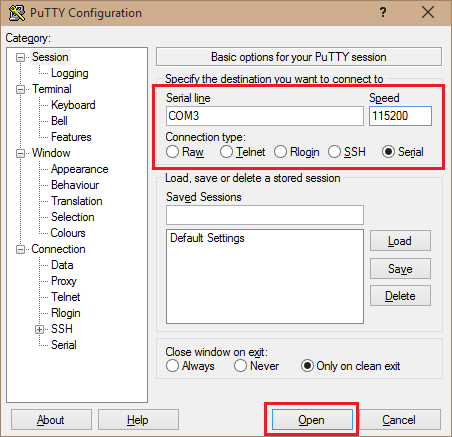 PuTTY Configuration
?
Category:
Session
Logging
Terminal
Keyboard
Bell
Features
Window
Appearance
Behaviour
Translation
Selection
Colours
Connection
Data
Proxy
Telnet
Rlogin
SSH
Serial
Basic options for your PuTTY session
Specify the destination you want to connect to
Serial line Speed
COM3 115200
Connection type:
Raw Telnet Rlogin SSH Serial
Load, save or delete a stored session
Saved Sessions
Default Settings
Load
Save
Delete
Close window on exit:
Always Never Only on clean exit
About Help Open Cancel